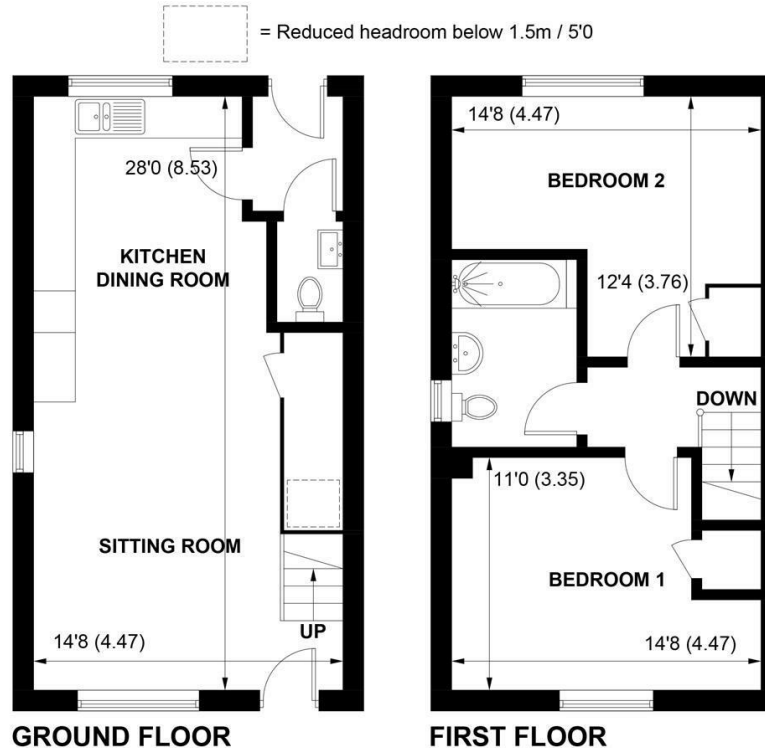 = Reduced headroom below 1.5m / 5'0
28'0 (8.53)
KITCHEN
DINING ROOM
SITTING ROOM
UP
14'8 (4.47)
GROUND FLOOR
14'8 (4.47)
BEDROOM 2
12'4 (3.76)
DOWN
11'0 (3.35)
BEDROOM 1
14'8 (4.47)
FIRST FLOOR